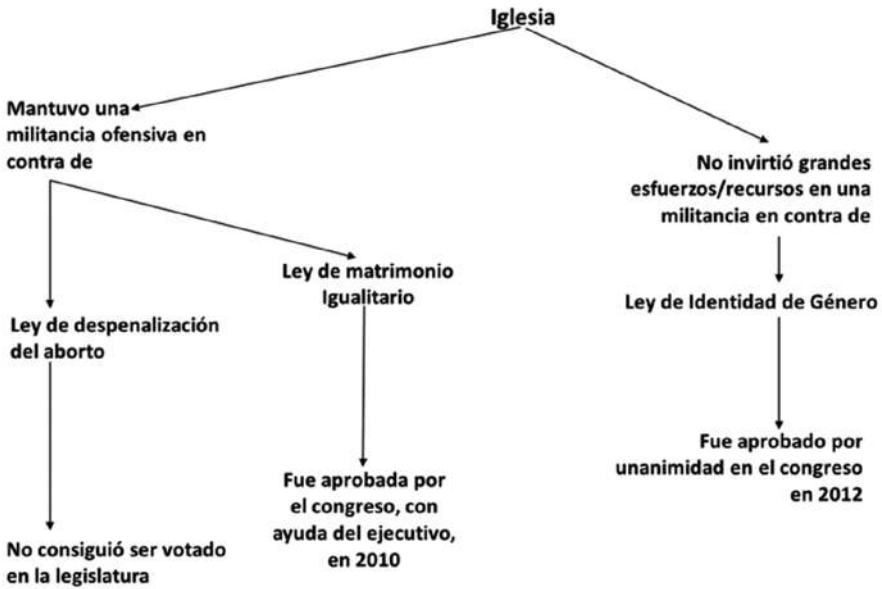 Iglesia
Mantuvo una
militancia ofensiva en
contra de
No invirtió grandes
esfuerzos/recursos en una
militancia en contra de
Ley de matrimonio
Igualitario
Ley de despenalización
del aborto
Ley de Identidad de Género
Fue aprobado por
unanimidad en el congreso
en 2012
Fue aprobada por
el congreso, con
ayuda del ejecutivo,
en 2010
No consiguió ser votado
en la legislatura